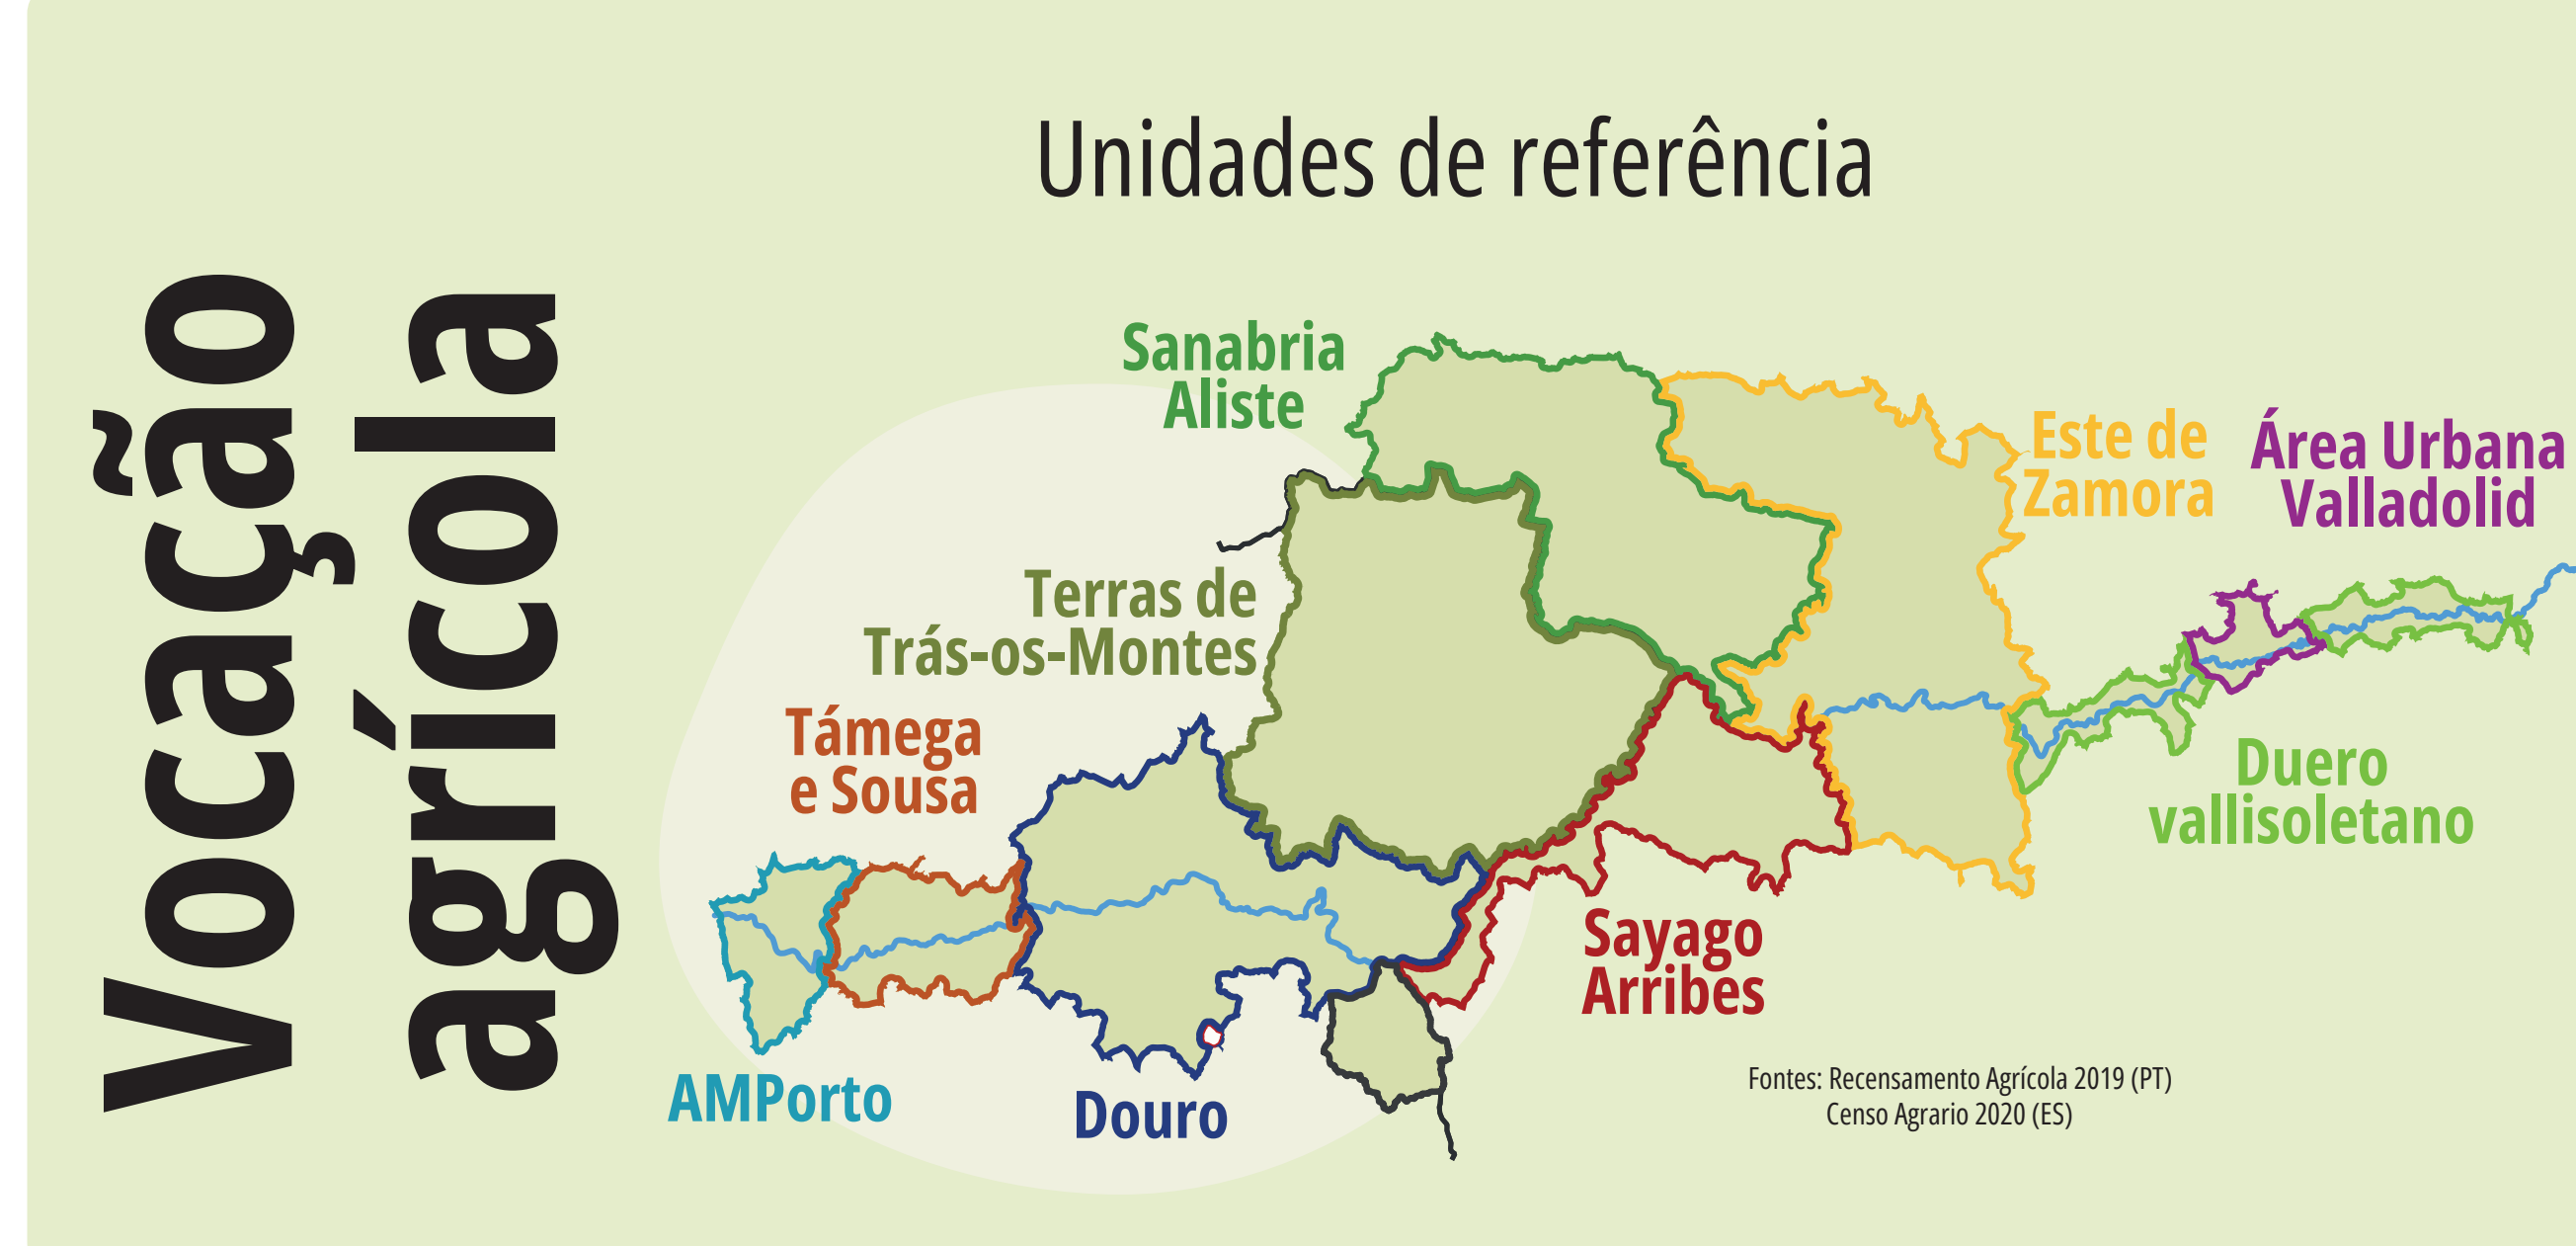 Vocação
agrícola
Unidades de referência
Sanabria
Aliste
Este de
Zamora
Área Urbana
Valladolid
Terras de
Trás-os-Montes
Támega
e Sousa
Duero
vallisoletano
Sayago
Arribes
AMPorto
Douro
Fontes: Recensamento Agrícola 2019 (PT)
Censo Agrario 2020 (ES)